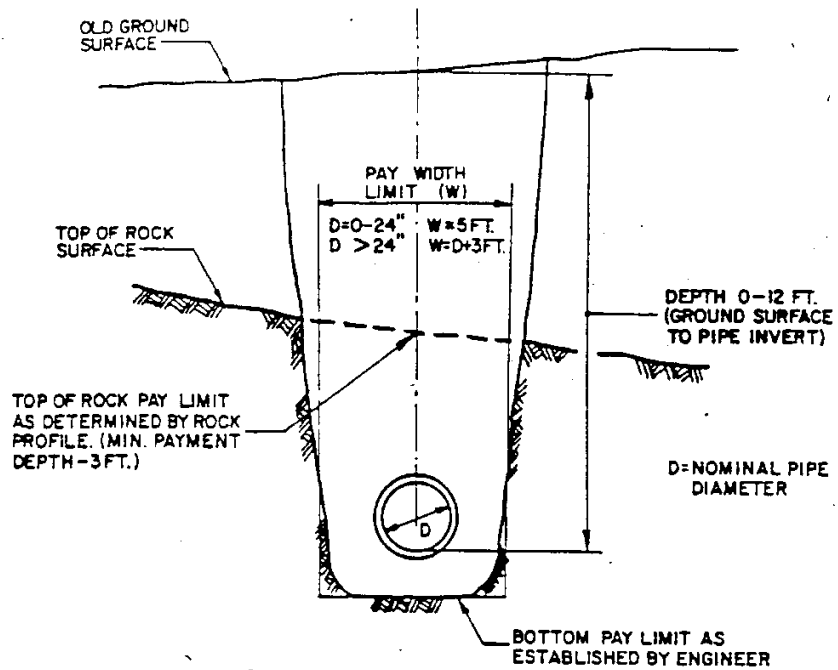 OLD GROUND
SURFACE
PAY WIDTH
LIMIT (W)
D=0-24" W=5 FT.
D >24" W=D+3FT.
TOP OF ROCK
SURFACE
DEPTH 0-12 FT.
(GROUND SURFACE
TO PIPE INVERT)
TOP OF ROCK PAY LIMIT
AS DETERMINED BY ROCK
PROFILE. (MIN. PAYMENT
DEPTH-3FT.)
D=NOMINAL PIPE
DIAMETER
D
BOTTOM PAY LIMIT AS
ESTABLISHED BY ENGINEER